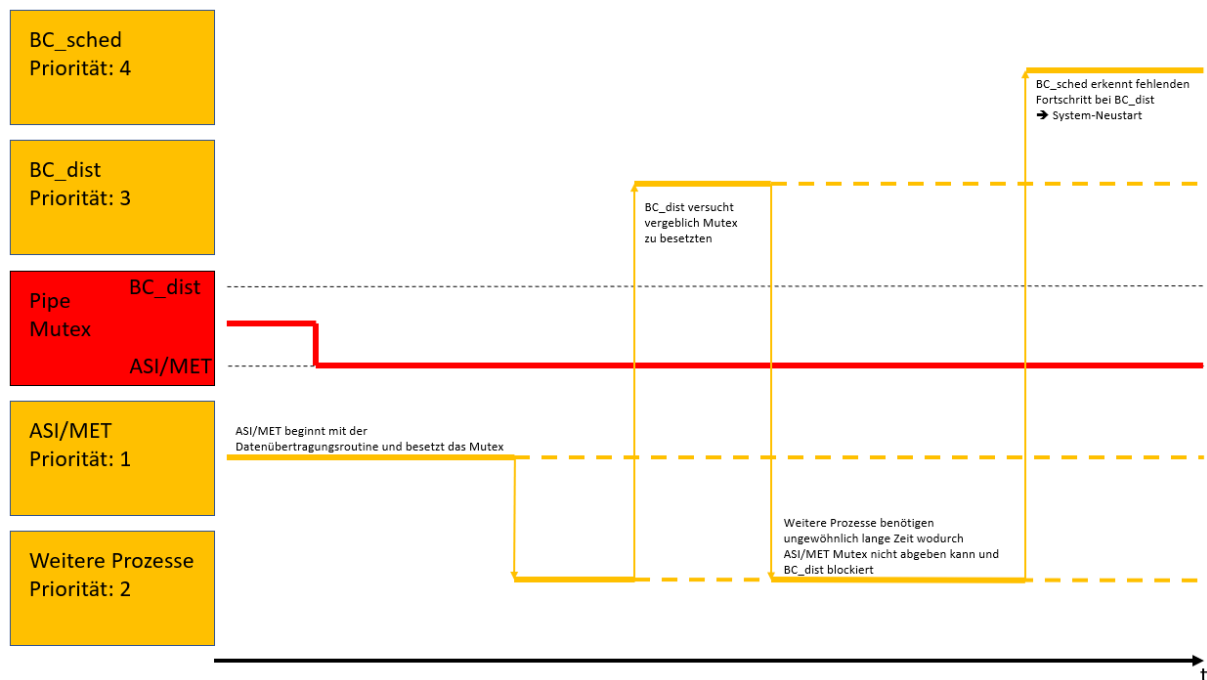 BC_sched
Priorität: 4
BC_sched erkennt fehlenden
Fortschritt bei BC_dist
➔ System-Neustart
BC_dist
Priorität: 3
BC_dist versucht
vergeblich Mutex
zu besetzten
BC_dist
Pipe
Mutex
ASI/MET
ASI/MET
Priorität: 1
ASI/MET beginnt mit der
Datenübertragungsroutine und besetzt das Mutex
Weitere Prozesse
Priorität: 2
Weitere Prozesse benötigen
ungewöhnlich lange Zeit wodurch
ASI/MET Mutex nicht abgeben kann und
BC_dist blockiert
t